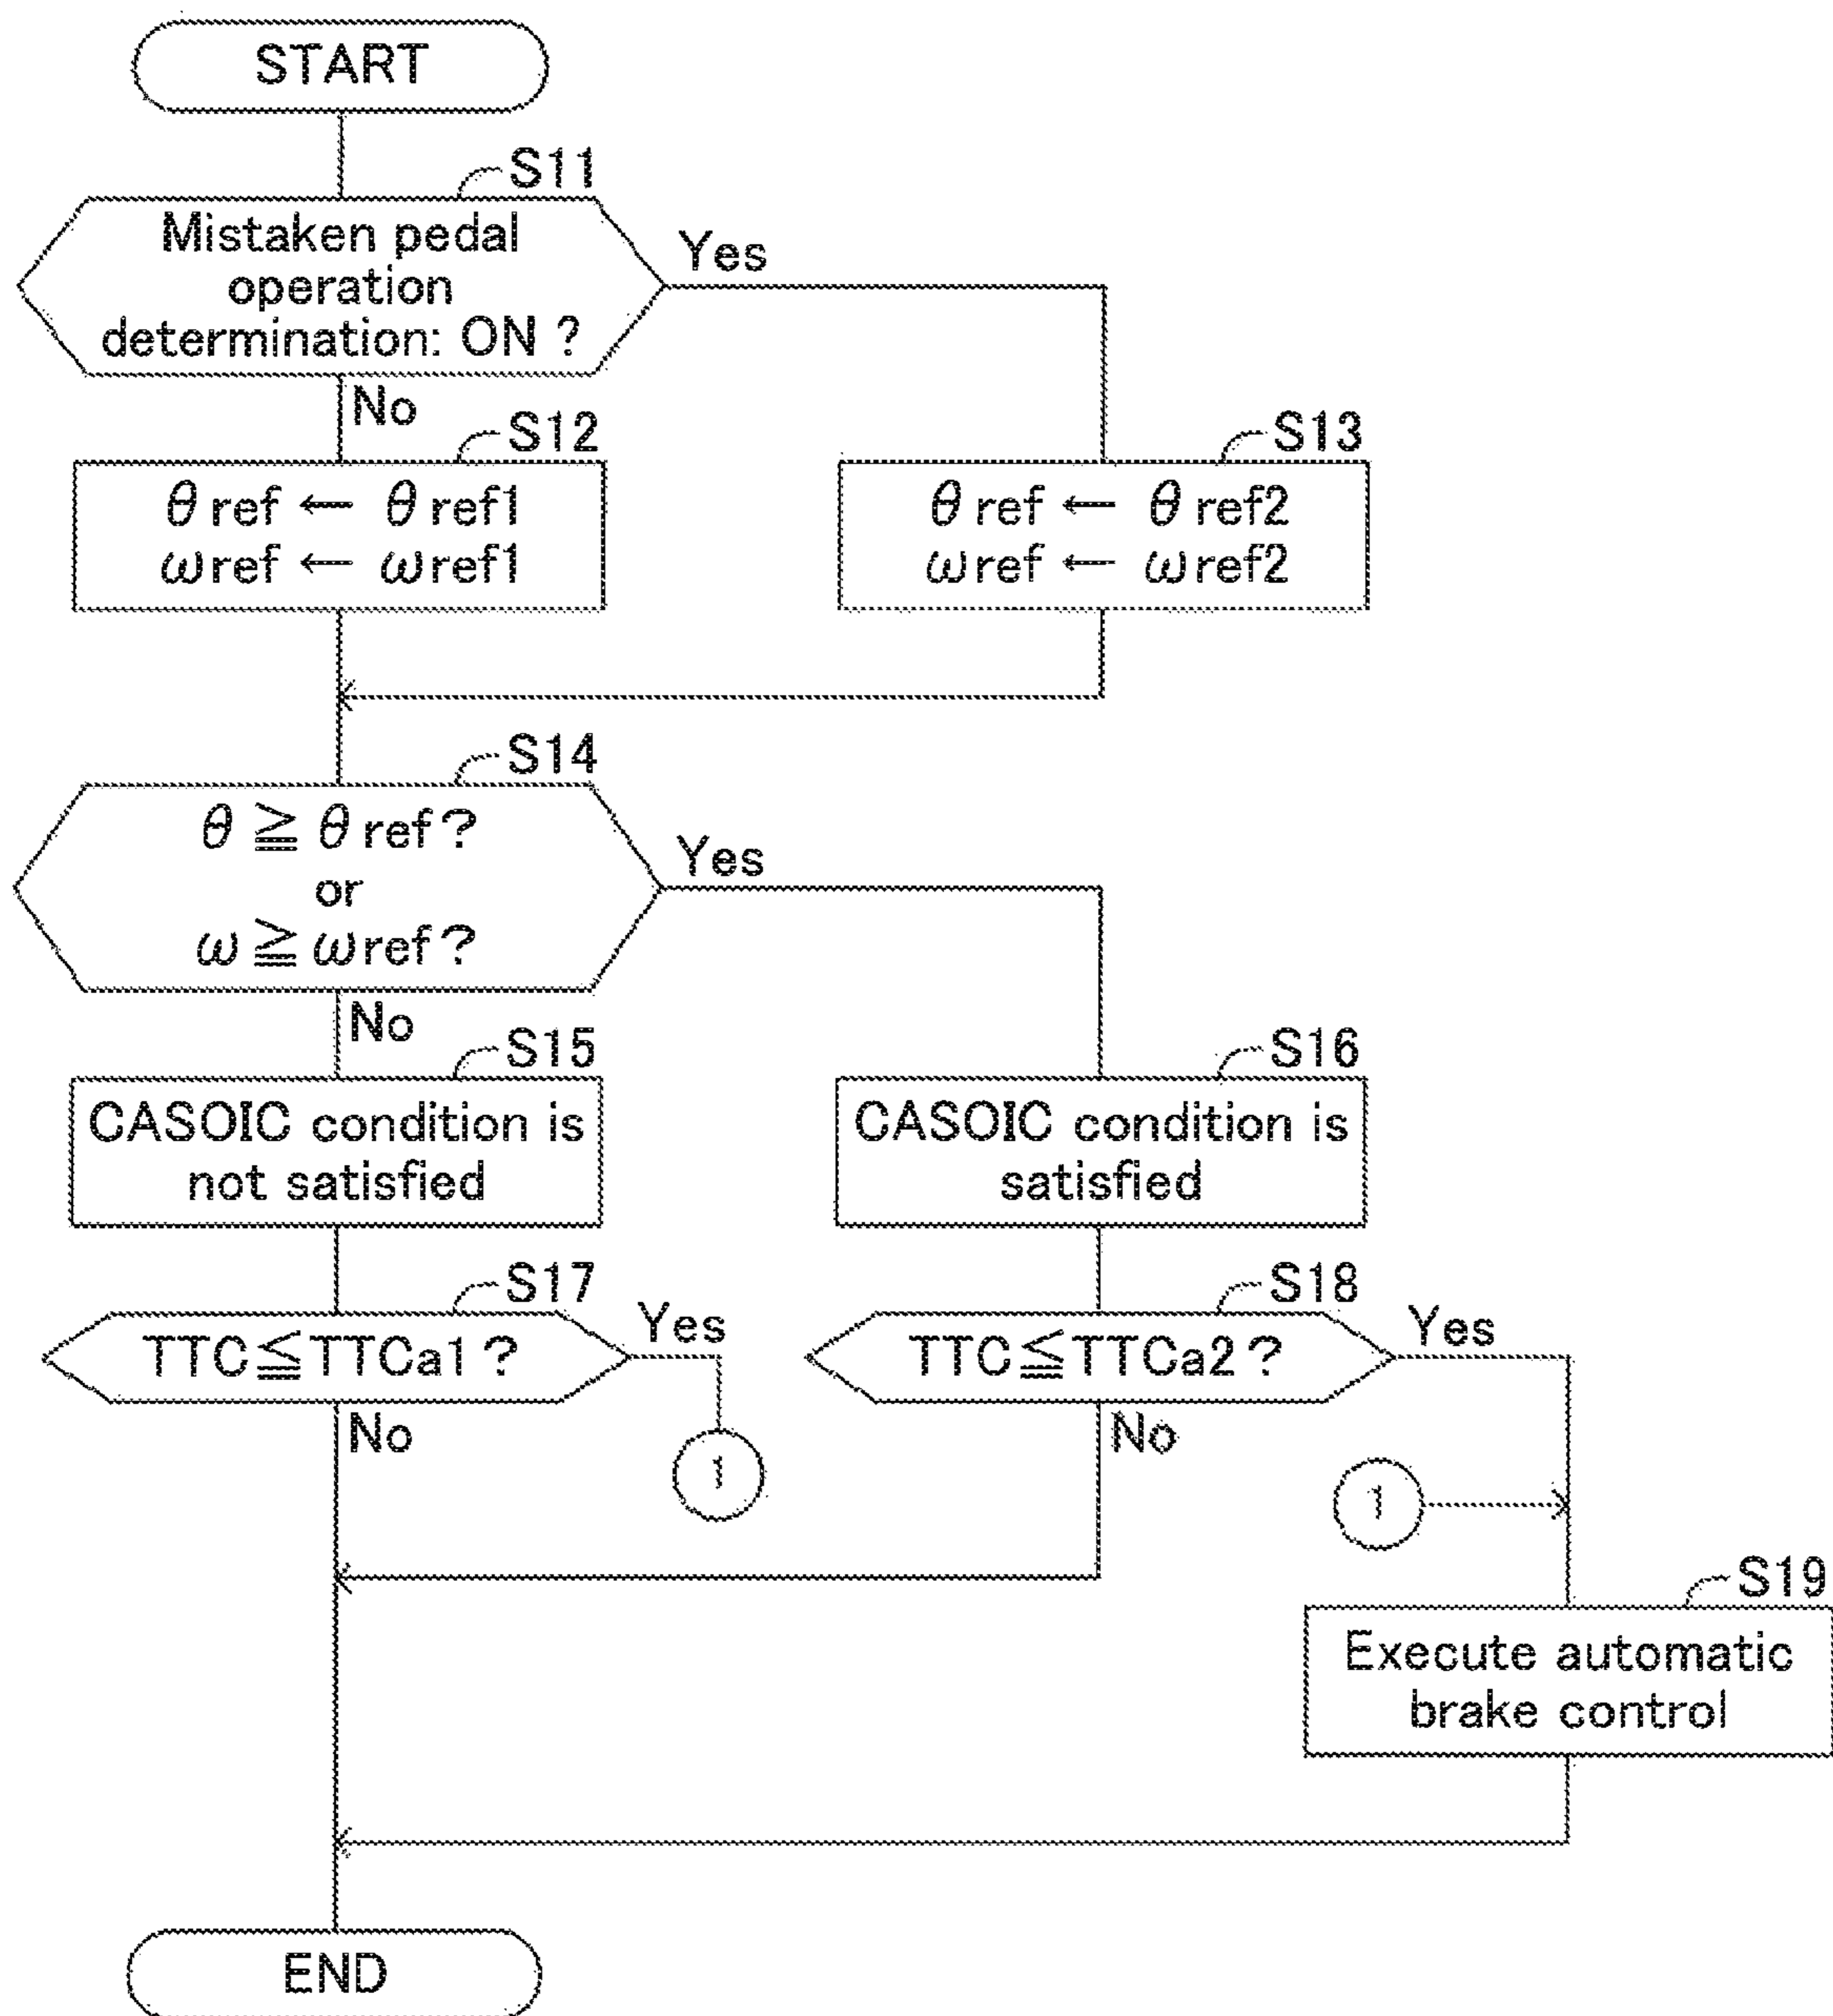 START
S11
Mistaken pedal
operation
determination: ON ?
Yes
No
S12
θref ← θref1
ωref ← ωref1
S13
θref ← θref2
ωref ← ωref2
S14
θ ≧ θref?
or
ω ≧ ωref?
Yes
No
S15
CASOIC condition is
not satisfied
S16
CASOIC condition is
satisfied
S17
TTC≦TTCa1?
Yes
No
S18
TTC≦TTCa2?
Yes
No
1
1
S19
Execute automatic
brake control
END